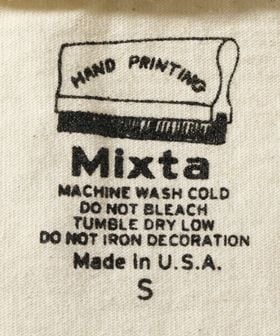 HAND PRINTING
Mixta
MACHINE WASH COLD
DO NOT BLEACH
TUMBLE DRY LOW
DO NOT IRON DECORATION
Made in U.S.A.
S